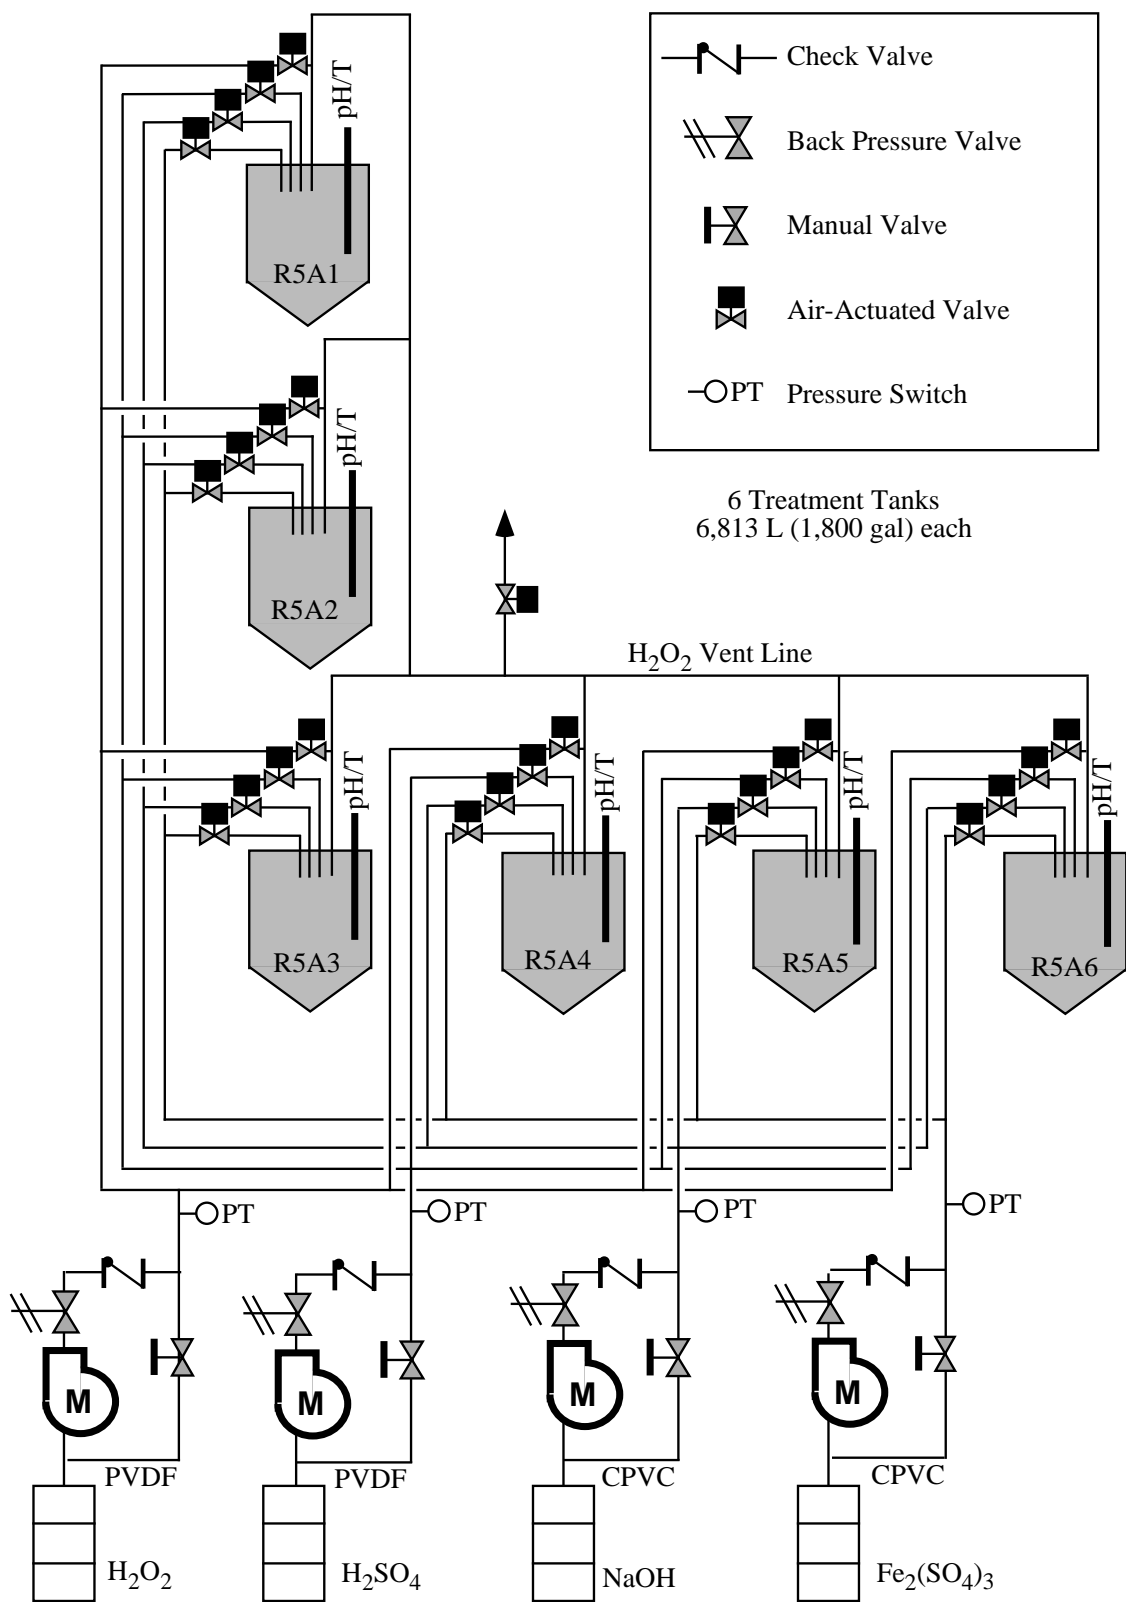 Check Valve
Back Pressure Valve
Manual Valve
Air-Actuated Valve
PT Pressure Switch
6 Treatment Tanks
6,813 L (1,800 gal) each
pH/T
R5A1
pH/T
R5A2
H₂O₂ Vent Line
pH/T
pH/T
pH/T
pH/T
R5A3
R5A4
R5A5
R5A6
PT
PT
PT
PT
M
M
M
M
PVDF
PVDF
CPVC
CPVC
H₂O₂
H₂SO₄
NaOH
Fe₂(SO₄)₃